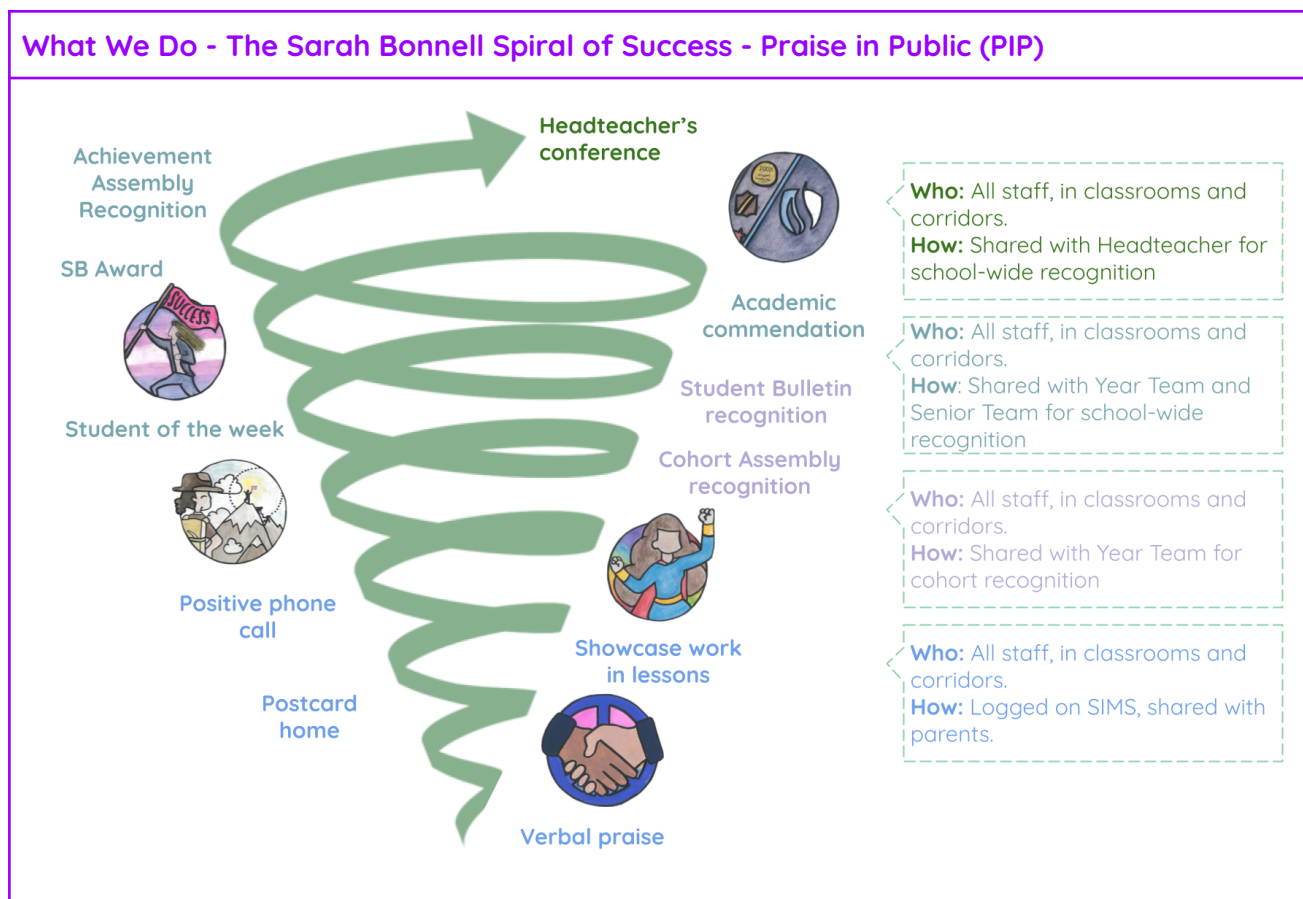 What We Do - The Sarah Bonnell Spiral of Success - Praise in Public (PIP)
Headteacher's
conference
Achievement
Assembly
Recognition
SB Award
SUCCESS
Academic
commendation
Student Bulletin
recognition
Student of the week
Cohort Assembly
recognition
Positive phone
call
Showcase work
in lessons
Postcard
home
Verbal praise
Who: All staff, in classrooms and
corridors.
How: Shared with Headteacher for
school-wide recognition
Who: All staff, in classrooms and
corridors.
How: Shared with Year Team and
Senior Team for school-wide
recognition
Who: All staff, in classrooms and
corridors.
How: Shared with Year Team for
cohort recognition
Who: All staff, in classrooms and
corridors.
How: Logged on SIMS, shared with
parents.